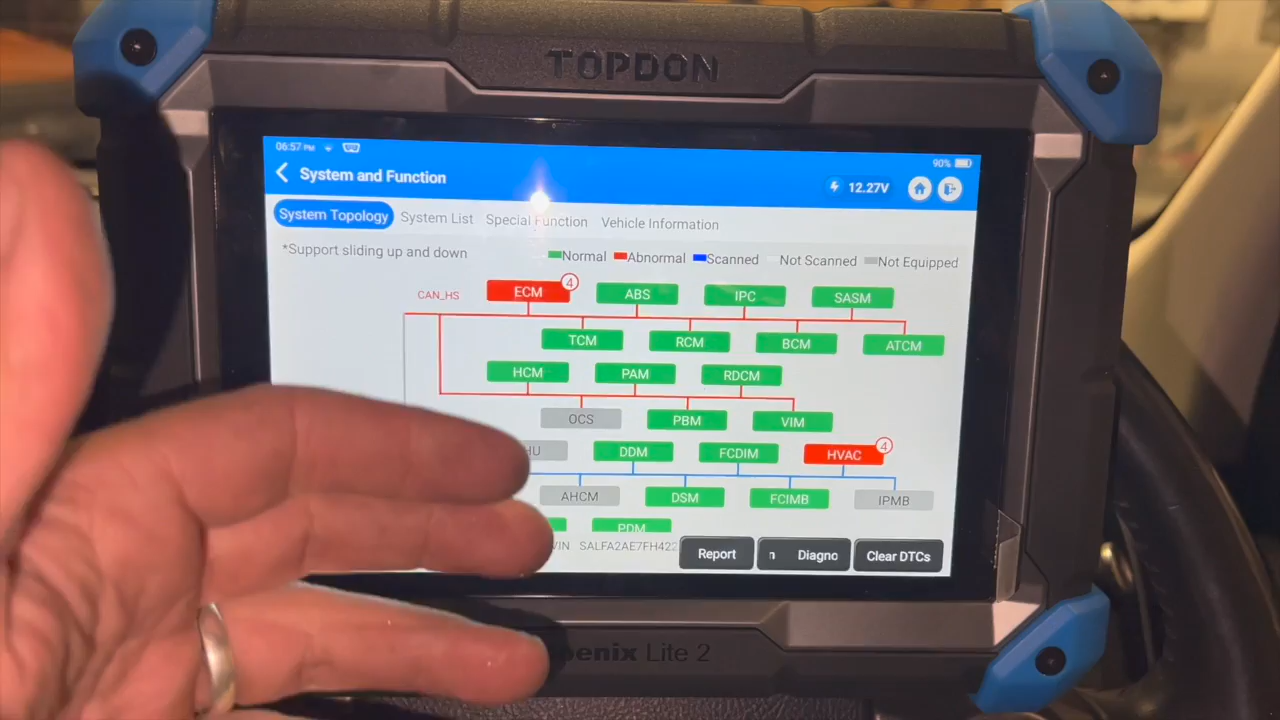 TOPDON
06:57 PM
90%
System and Function
12.27V
System Topology System List Special Function Vehicle Information
*Support sliding up and down
Normal Abnormal Scanned Not Scanned Not Equipped
CAN_HS ECM 4 ABS IPC SASM
TCM RCM BCM ATCM
HCM PAM RDCM
OCS PBM VIM
HU DDM FCDIM HVAC 4
AHCM DSM FCIMB IPMB
PDM
VIN SALFA2AE7FH422
Report n Diagno Clear DTCs
enix Lite 2